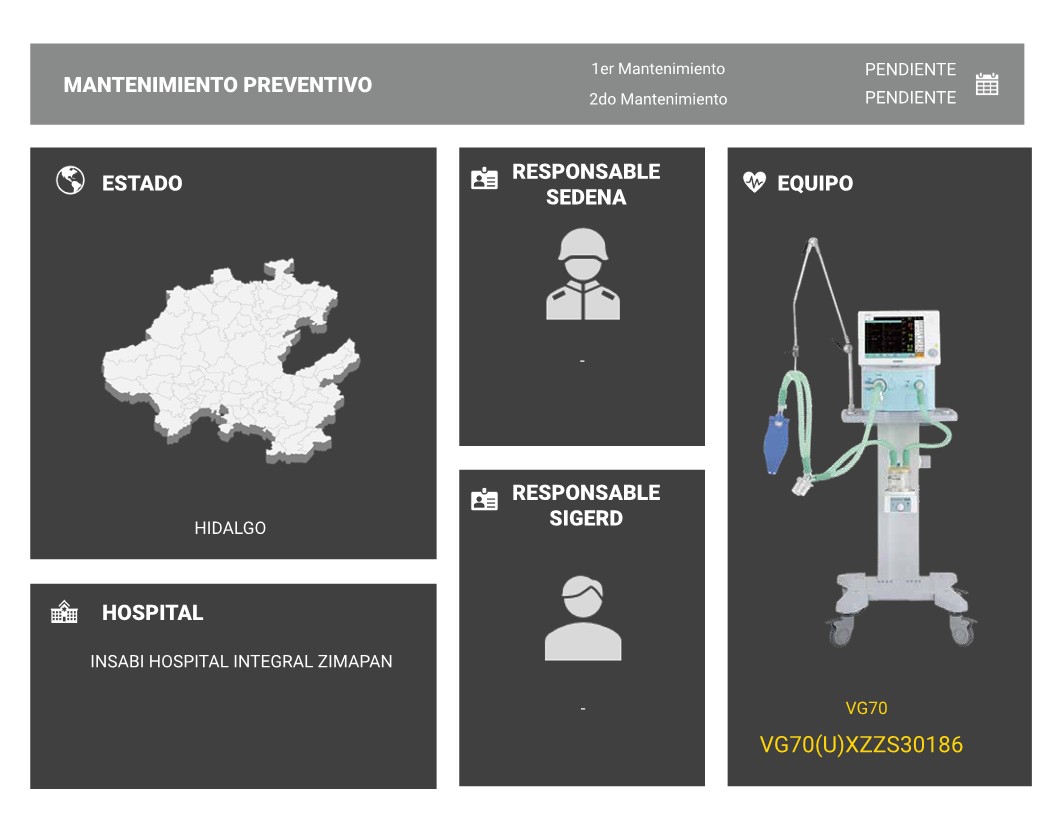 MANTENIMIENTO PREVENTIVO
1er Mantenimiento
PENDIENTE
2do Mantenimiento
PENDIENTE
ESTADO
HIDALGO
HOSPITAL
INSABI HOSPITAL INTEGRAL ZIMAPAN
RESPONSABLE
SEDENA
-
RESPONSABLE
SIGERD
-
EQUIPO
VG70
VG70(U)XZZS30186